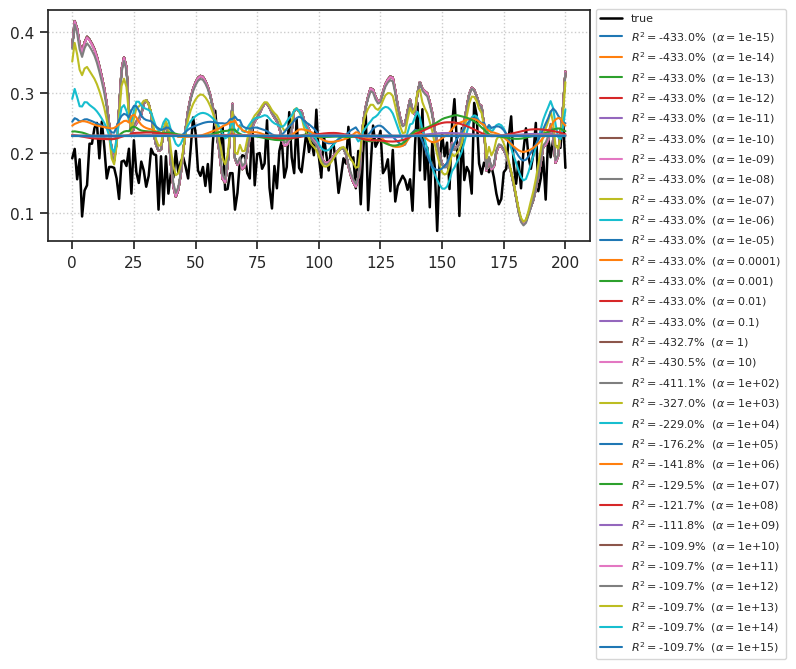 0.4
0.3
0.2
0.1
0 25 50 75 100 125 150 175 200
true
R² = -433.0% (α = 1e-15)
R² = -433.0% (α = 1e-14)
R² = -433.0% (α = 1e-13)
R² = -433.0% (α = 1e-12)
R² = -433.0% (α = 1e-11)
R² = -433.0% (α = 1e-10)
R² = -433.0% (α = 1e-09)
R² = -433.0% (α = 1e-08)
R² = -433.0% (α = 1e-07)
R² = -433.0% (α = 1e-06)
R² = -433.0% (α = 1e-05)
R² = -433.0% (α = 0.0001)
R² = -433.0% (α = 0.001)
R² = -433.0% (α = 0.01)
R² = -433.0% (α = 0.1)
R² = -432.7% (α = 1)
R² = -430.5% (α = 10)
R² = -411.1% (α = 1e+02)
R² = -327.0% (α = 1e+03)
R² = -229.0% (α = 1e+04)
R² = -176.2% (α = 1e+05)
R² = -141.8% (α = 1e+06)
R² = -129.5% (α = 1e+07)
R² = -121.7% (α = 1e+08)
R² = -111.8% (α = 1e+09)
R² = -109.9% (α = 1e+10)
R² = -109.7% (α = 1e+11)
R² = -109.7% (α = 1e+12)
R² = -109.7% (α = 1e+13)
R² = -109.7% (α = 1e+14)
R² = -109.7% (α = 1e+15)